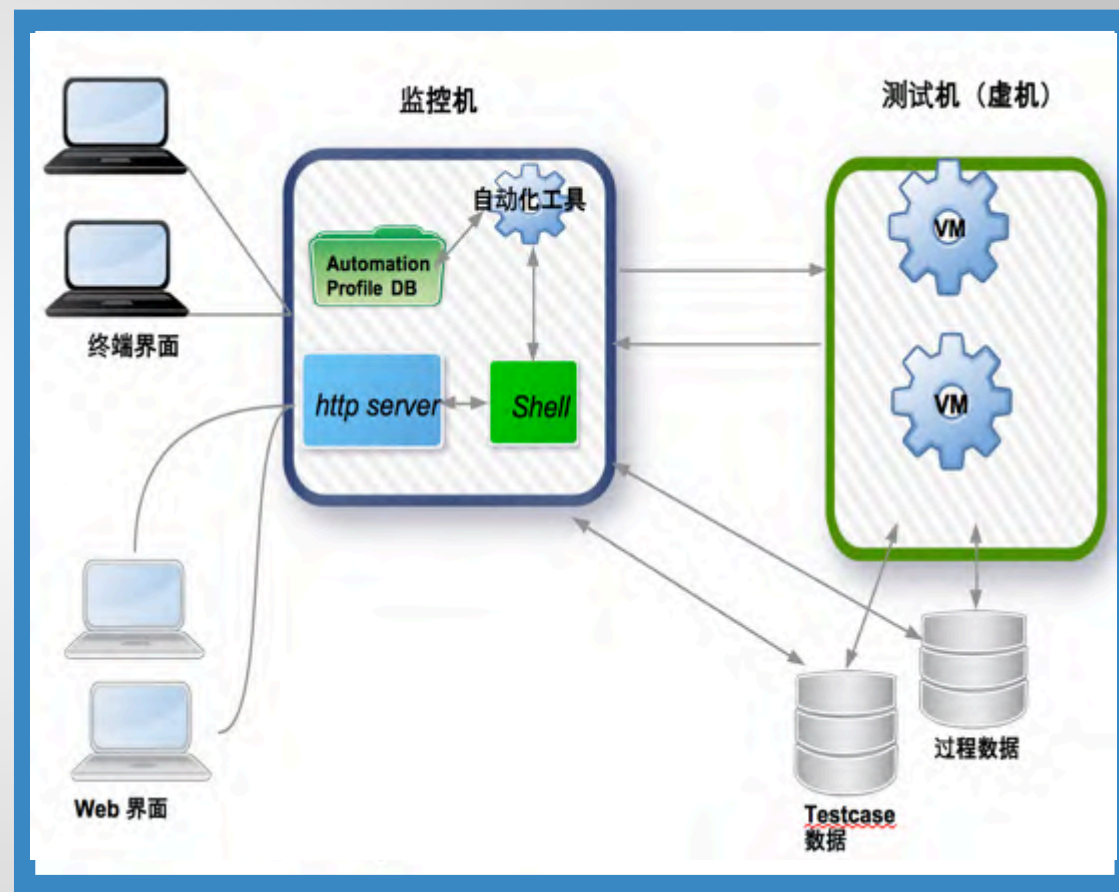 监控机
测试机（虚机）
自动化工具
Automation
Profile DB
VM
终端界面
http server
Shell
VM
过程数据
Web 界面
Testcase
数据